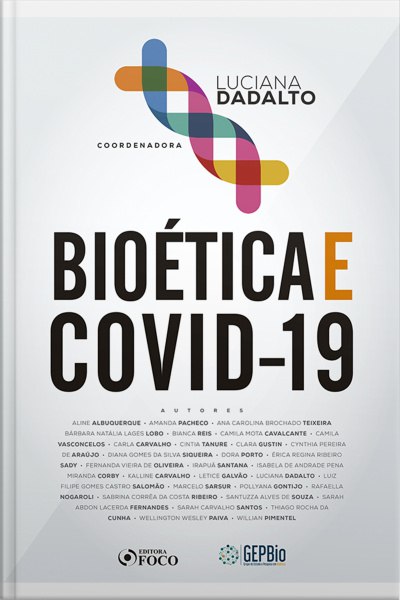 LUCIANA
DADALTO
COORDENADORA
BIOÉTICA E
COVID-19
AUTORES
ALINE ALBUQUERQUE • AMANDA PACHECO • ANA CAROLINA BROCHADO TEIXEIRA
BÁRBARA NATÁLIA LAGES LOBO • BIANCA REIS • CAMILA MOTA CAVALCANTE • CAMILA
VASCONCELOS • CARLA CARVALHO • CINTIA TANURE • CLARA GUSTIN • CYNTHIA PEREIRA
DE ARAÚJO • DIANA GOMES DA SILVA SIQUEIRA • DORA PORTO • ÉRICA REGINA RIBEIRO
SADY • FERNANDA VIEIRA DE OLIVEIRA • IRAPUÃ SANTANA • ISABELA DE ANDRADE PENA
MIRANDA CORBY • KALLINE CARVALHO • LETICE GALVÃO • LUCIANA DADALTO • LUIZ
FILIPE GOMES CASTRO SALOMÃO • MARCELO SARSUR • POLLYANA GONTIJO • RAFAELLA
NOGAROLI • SABRINA CORRÊA DA COSTA RIBEIRO • SANTUZZA ALVES DE SOUZA • SARAH
ABDON LACERDA FERNANDES • SARAH CARVALHO SANTOS • THIAGO ROCHA DA
CUNHA • WELLINGTON WESLEY PAIVA • WILLIAN PIMENTEL
EDITORA
FOCO
GEPBio